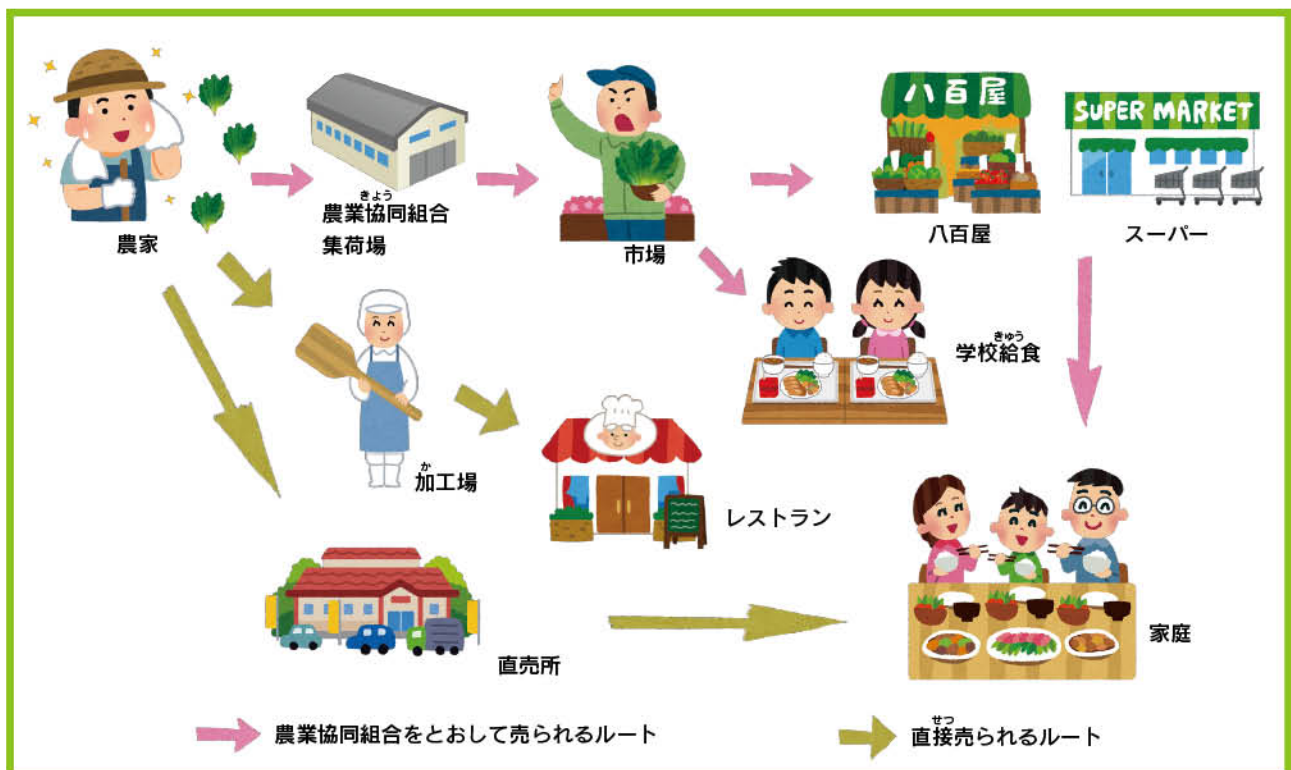 八百屋
SUPER MARKET
農家
きょう
農業協同組合
集荷場
市場
八百屋
スーパー
きゅう
学校給食
か
加工場
レストラン
直売所
家庭
農業協同組合をとおして売られるルート
せつ
直接売られるルート